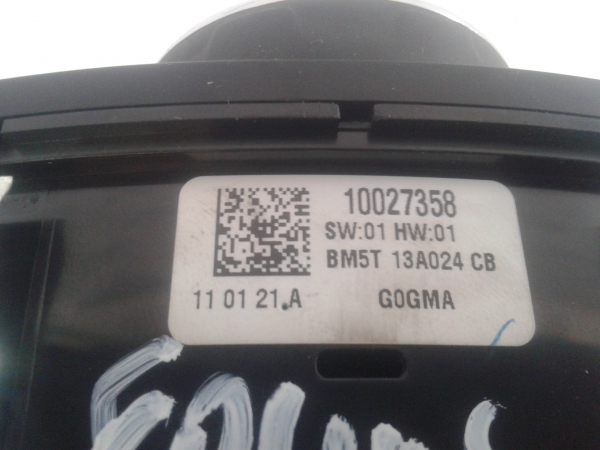 10027358
SW:01 HW:01
BM5T 13A024 CB
11 01 21.A G0GMA